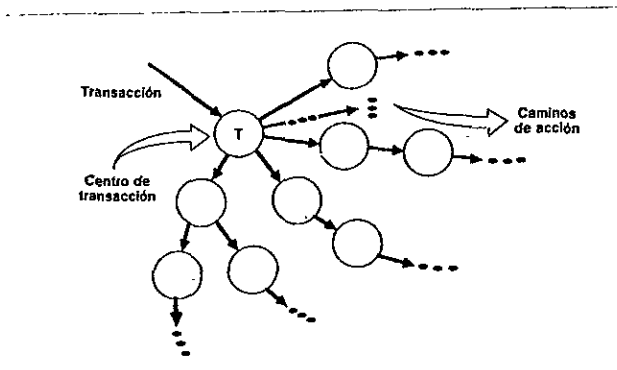 Transacción
T
Caminos
de acción
Centro de
transacción